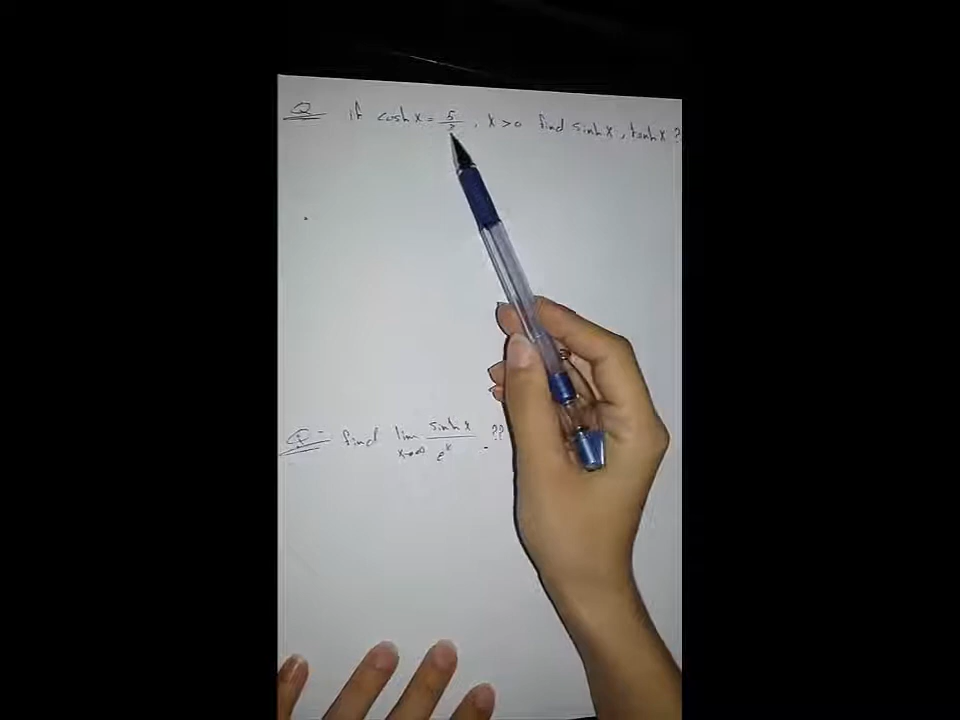 Q if cosh x = 5/3, x > 0 find sinh x, tanh x?
Q- find lim x→∞ sinh x / e^x ??